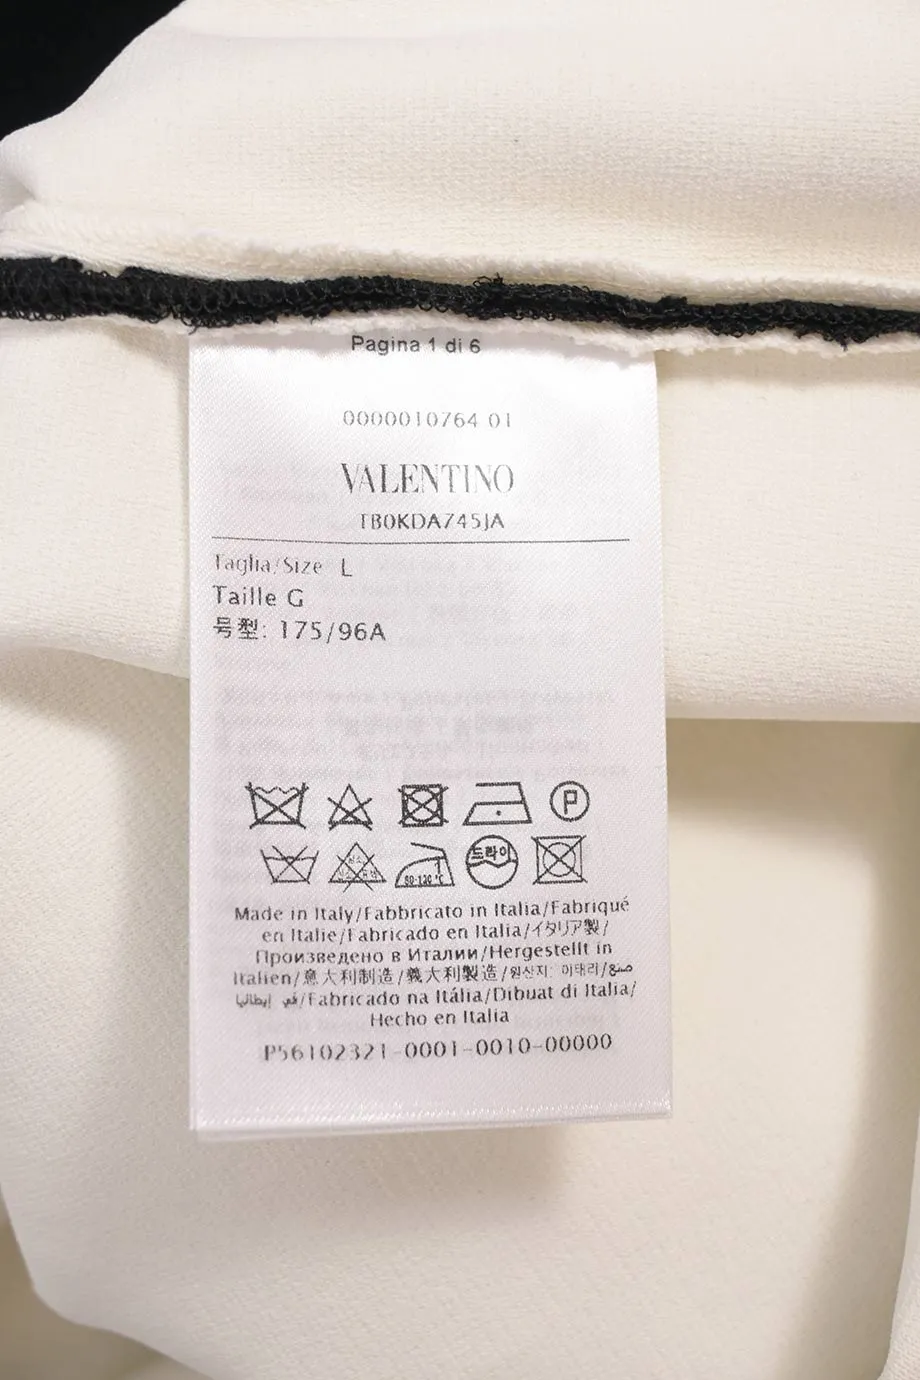 Pagina 1 di 6
0000010764 01
VALENTINO
TB0KDA745JA
Taglia/Size L
Taille G
号型: 175/96A
P
드라이
80-120°C
Made in Italy/Fabbricato in Italia/Fabriqué
en Italie/Fabricado en Italia/イタリア製/
Произведено в Италии/Hergestellt in
Italien/意大利制造/義大利製造/원산지: 이태리/صنع
في إيطاليا/Fabricado na Itália/Dibuat di Italia/
Hecho en Italia
P56102321-0001-0010-00000